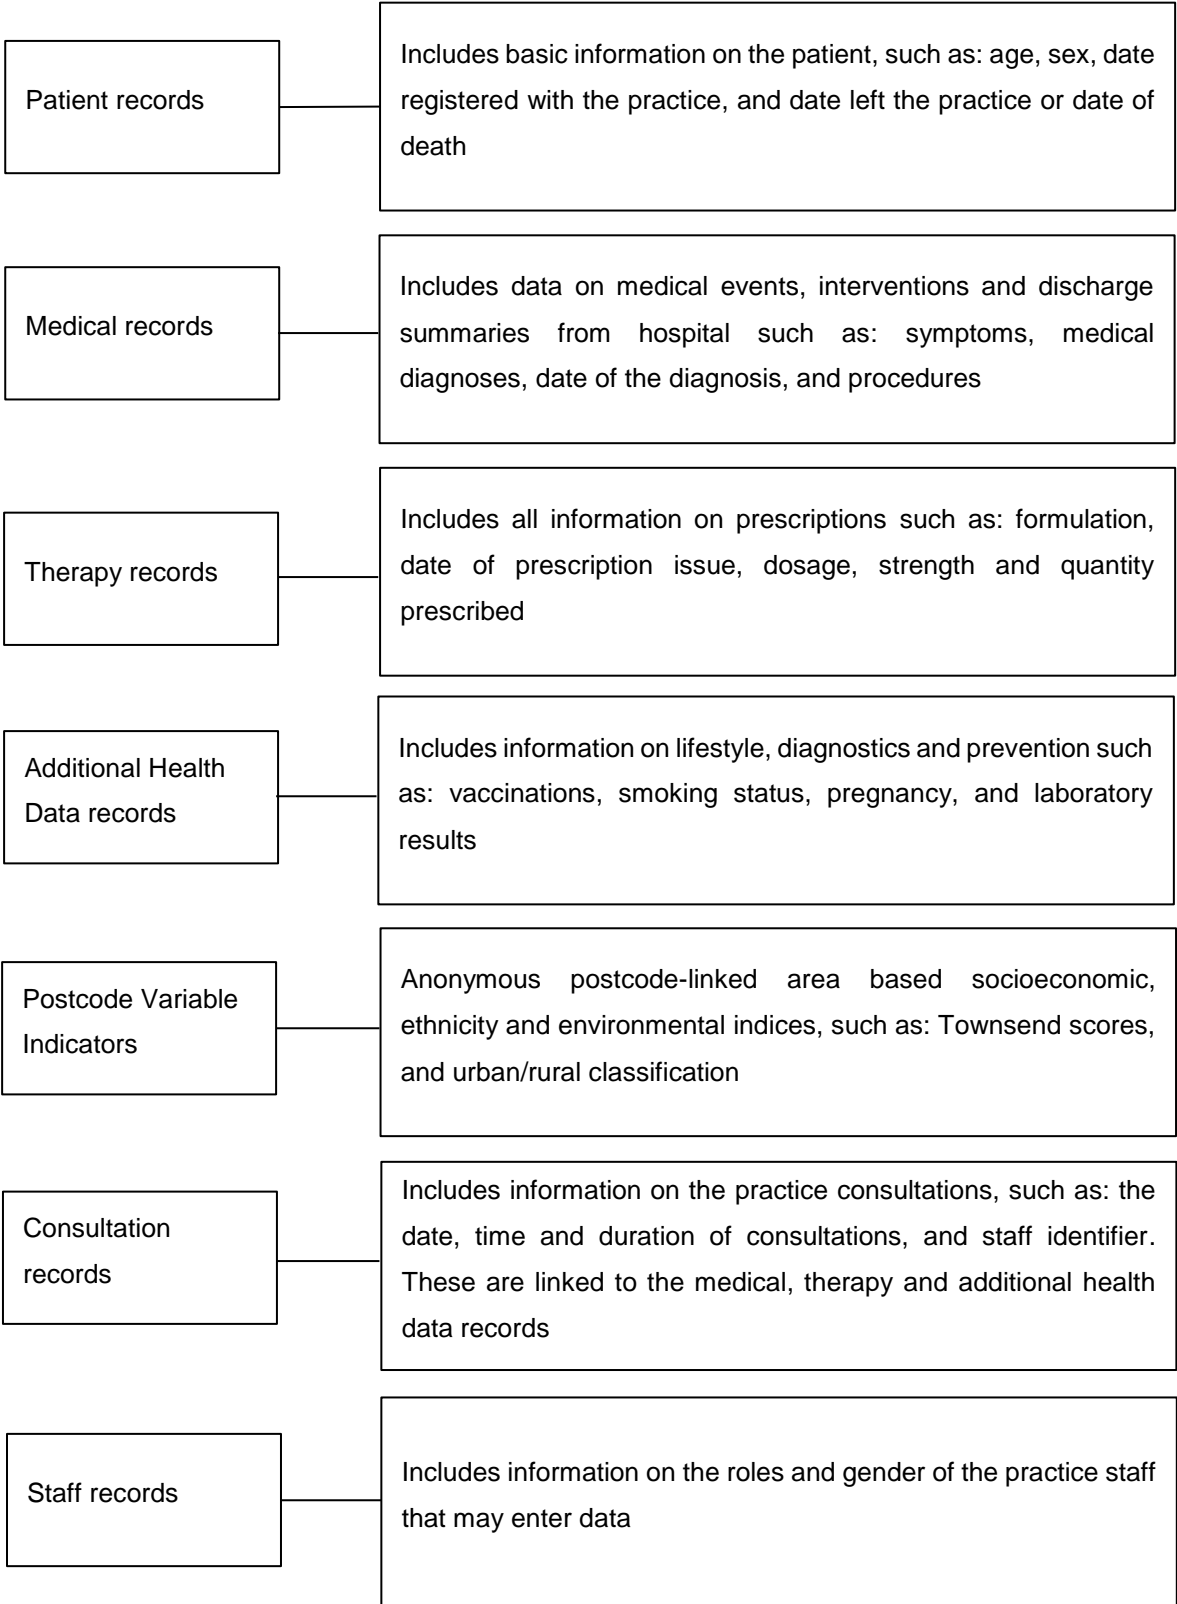 Patient records
Includes basic information on the patient, such as: age, sex, date
registered with the practice, and date left the practice or date of
death
Medical records
Includes data on medical events, interventions and discharge
summaries from hospital such as: symptoms, medical
diagnoses, date of the diagnosis, and procedures
Therapy records
Includes all information on prescriptions such as: formulation,
date of prescription issue, dosage, strength and quantity
prescribed
Additional Health
Data records
Includes information on lifestyle, diagnostics and prevention such
as: vaccinations, smoking status, pregnancy, and laboratory
results
Postcode Variable
Indicators
Anonymous postcode-linked area based socioeconomic,
ethnicity and environmental indices, such as: Townsend scores,
and urban/rural classification
Consultation
records
Includes information on the practice consultations, such as: the
date, time and duration of consultations, and staff identifier.
These are linked to the medical, therapy and additional health
data records
Staff records
Includes information on the roles and gender of the practice staff
that may enter data